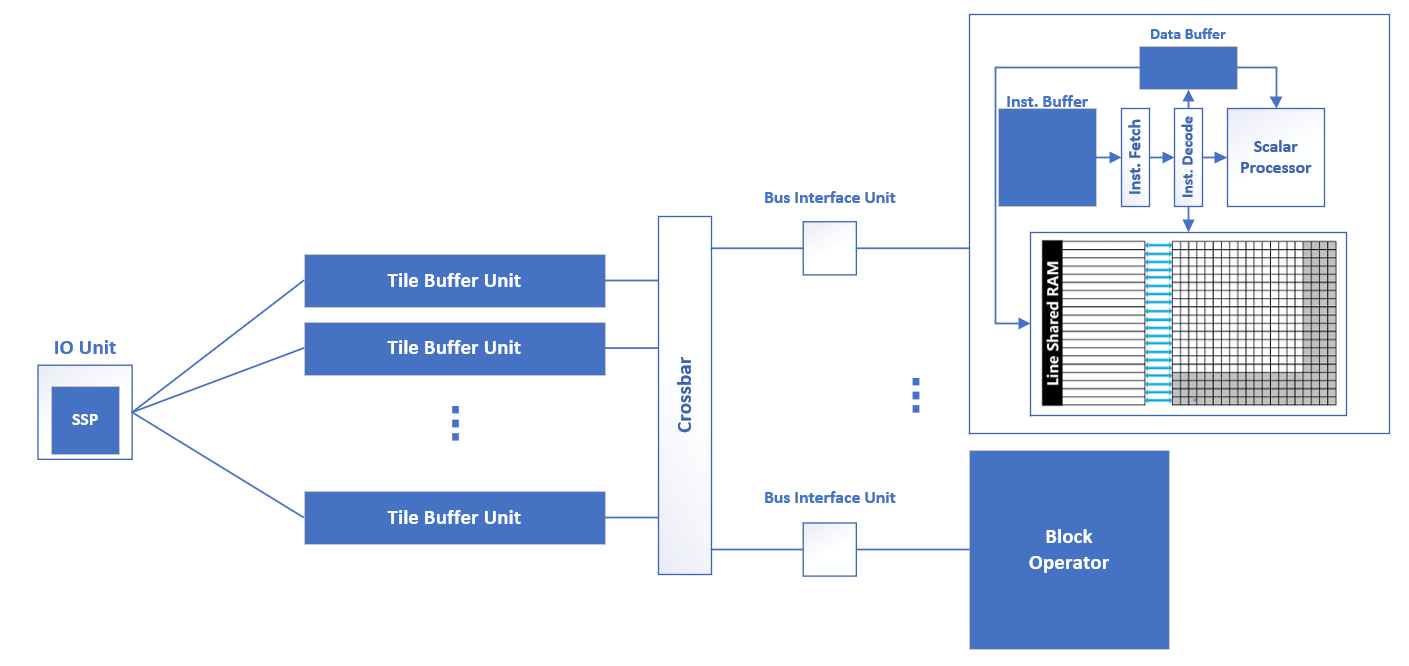 IO Unit
SSP
Tile Buffer Unit
Tile Buffer Unit
Tile Buffer Unit
Crossbar
Bus Interface Unit
Bus Interface Unit
Data Buffer
Inst. Buffer
Inst. Fetch
Inst. Decode
Scalar
Processor
Line Shared RAM
Block
Operator